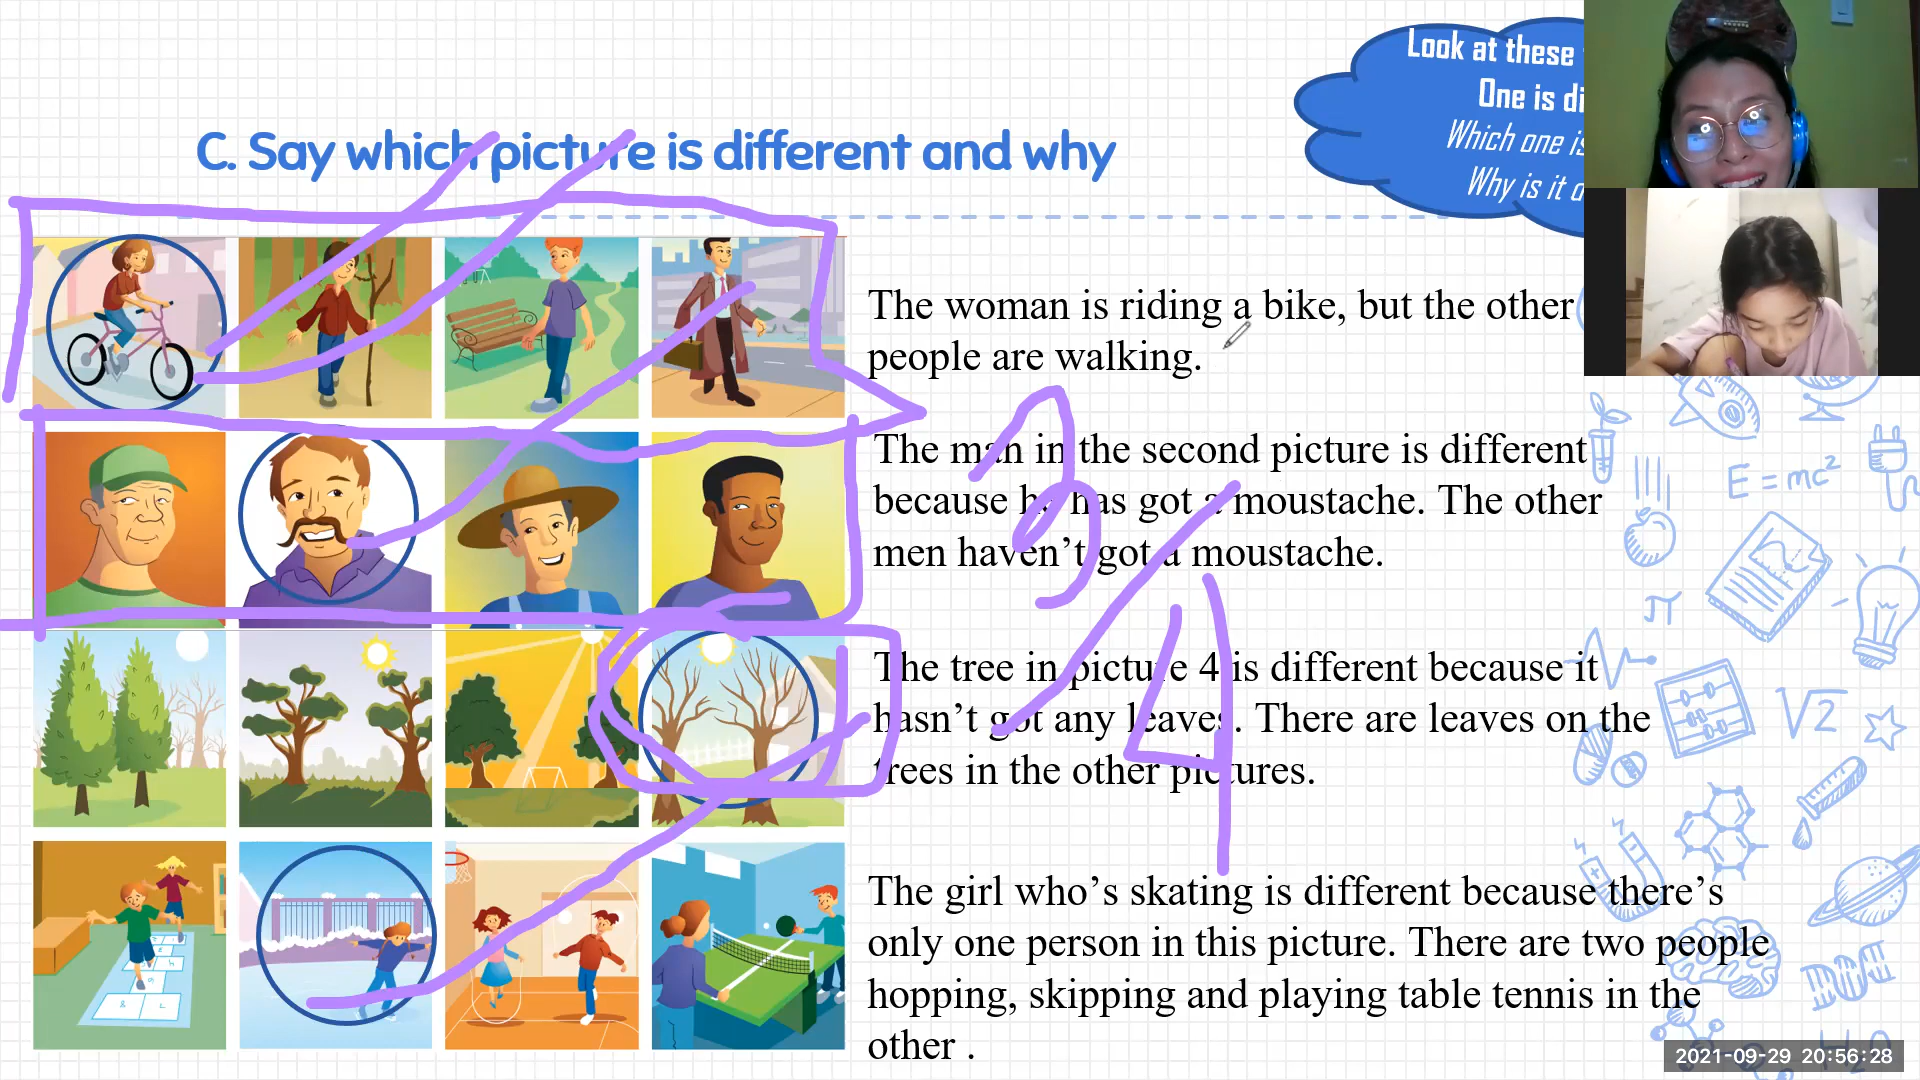 Look at these
One is di
Which one is
Why is it d
C. Say which picture is different and why
The woman is riding a bike, but the other
people are walking.
The man in the second picture is different
because he has got a moustache. The other
men haven't got a moustache.
The tree in picture 4 is different because it
hasn't got any leaves. There are leaves on the
trees in the other pictures.
The girl who's skating is different because there's
only one person in this picture. There are two people
hopping, skipping and playing table tennis in the
other .
3/4
E = mc²
π
√2
H₂O
2021-09-29 20:56:28